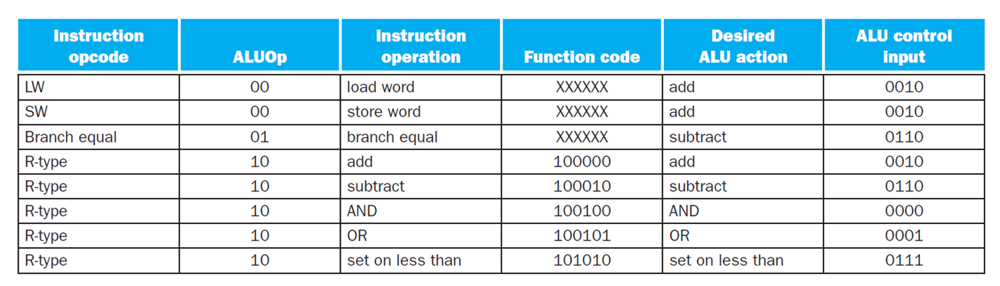 Instruction opcode ALUOp Instruction operation Function code Desired ALU action ALU control input
LW 00 load word XXXXXX add 0010
SW 00 store word XXXXXX add 0010
Branch equal 01 branch equal XXXXXX subtract 0110
R-type 10 add 100000 add 0010
R-type 10 subtract 100010 subtract 0110
R-type 10 AND 100100 AND 0000
R-type 10 OR 100101 OR 0001
R-type 10 set on less than 101010 set on less than 0111